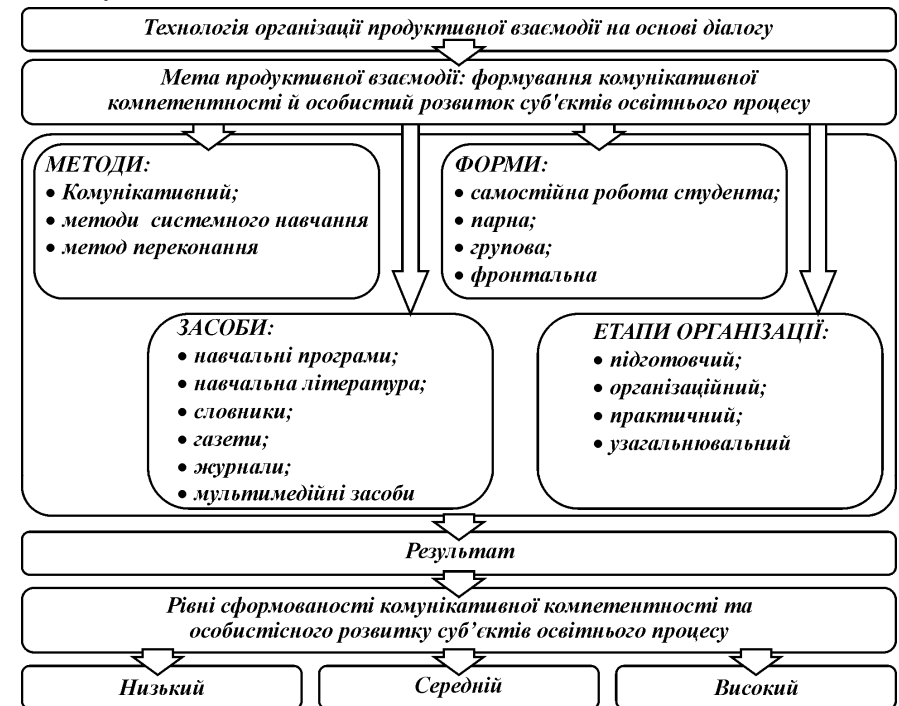 Технологія організації продуктивної взаємодії на основі діалогу
Мета продуктивної взаємодії: формування комунікативної
компетентності й особистий розвиток суб'єктів освітнього процесу
МЕТОДИ:
• Комунікативний;
• методи системного навчання
• метод переконання
ФОРМИ:
• самостійна робота студента;
• парна;
• групова;
• фронтальна
ЗАСОБИ:
• навчальні програми;
• навчальна література;
• словники;
• газети;
• журнали;
• мультимедійні засоби
ЕТАПИ ОРГАНІЗАЦІЇ:
• підготовчий;
• організаційний;
• практичний;
• узагальнювальний
Результат
Рівні сформованості комунікативної компетентності та
особистісного розвитку суб’єктів освітнього процесу
Низький
Середній
Високий